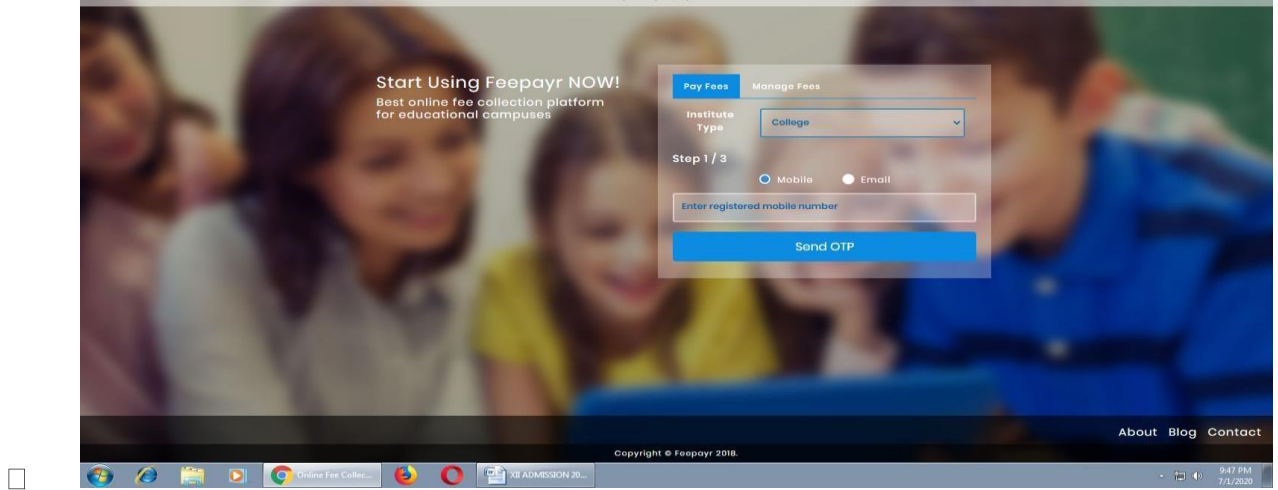 Start Using Feepayr NOW!
Best online fee collection platform
for educational campuses
Pay Fees Manage Fees
Institute
Type
College
Step 1 / 3
Mobile Email
Enter registered mobile number
Send OTP
About Blog Contact
Copyright © Feepayr 2018.
Online Fee Collec...
XII ADMISSION 20...
9:47 PM
7/1/2020